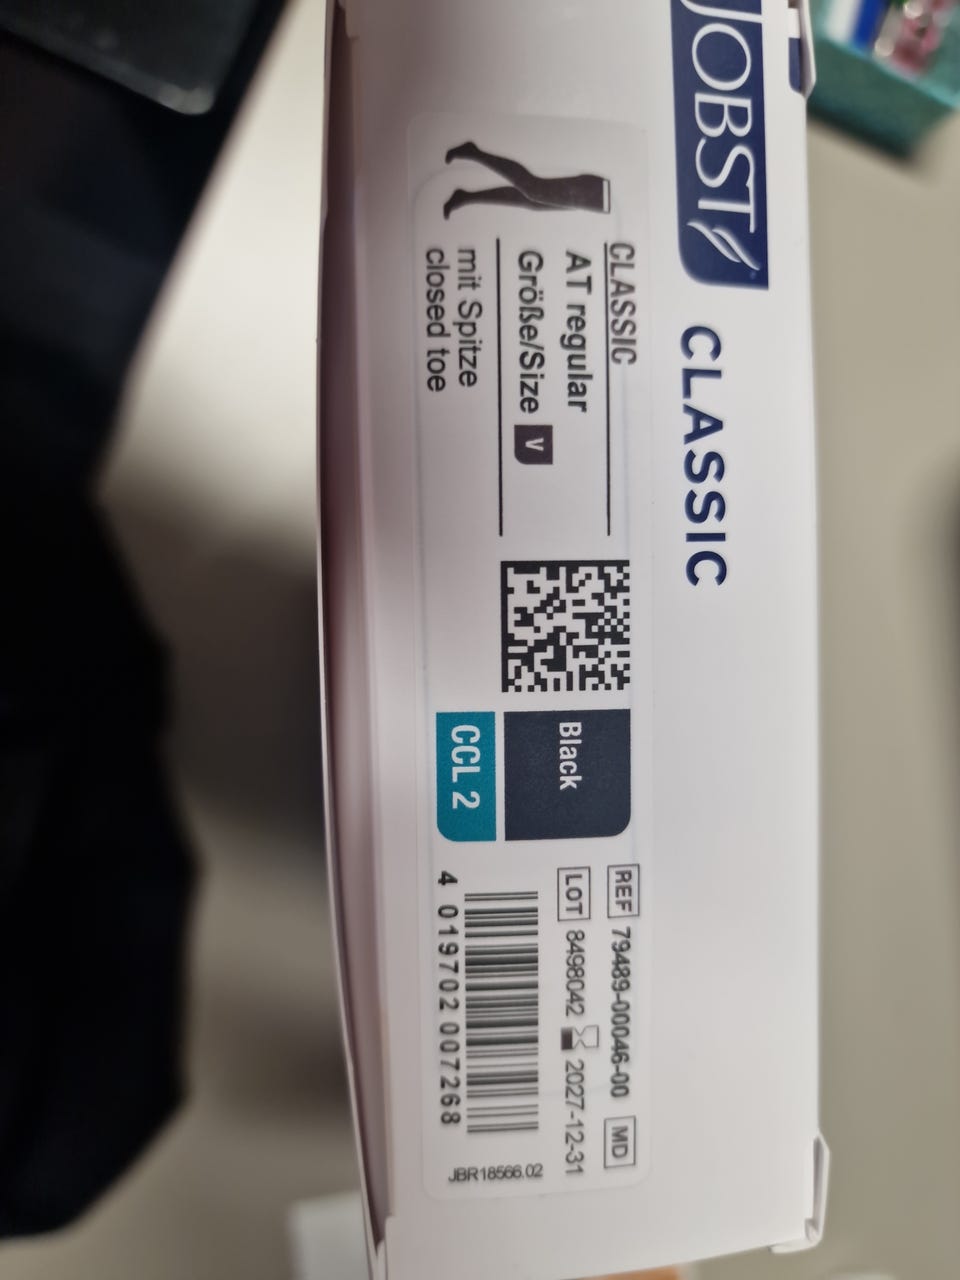 JOBST
CLASSIC
CLASSIC
AT regular
Größe/Size V
mit Spitze
closed toe
Black
CCL 2
REF 79489-00046-00 MD
LOT 8498042 2027-12-31
4 019702 007268
JBR18566.02